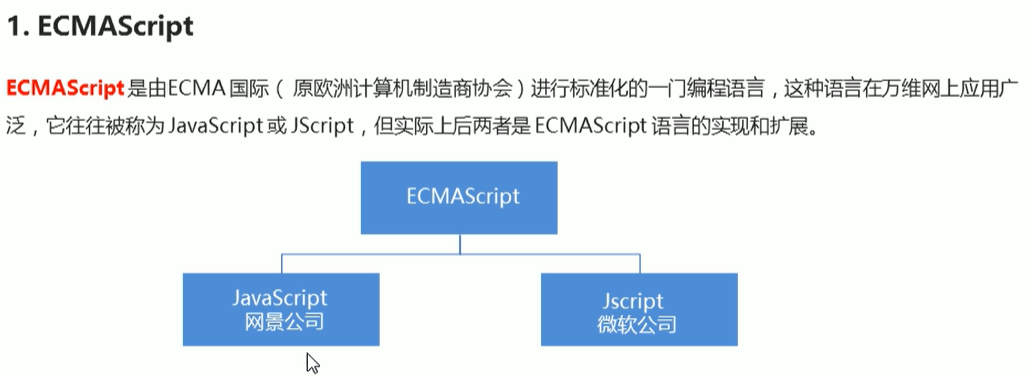 1. ECMAScript
ECMAScript 是由ECMA 国际（ 原欧洲计算机制造商协会）进行标准化的一门编程语言，这种语言在万维网上应用广
泛，它往往被称为 JavaScript 或 JScript，但实际上后两者是 ECMAScript 语言的实现和扩展。
ECMAScript
JavaScript
网景公司
Jscript
微软公司